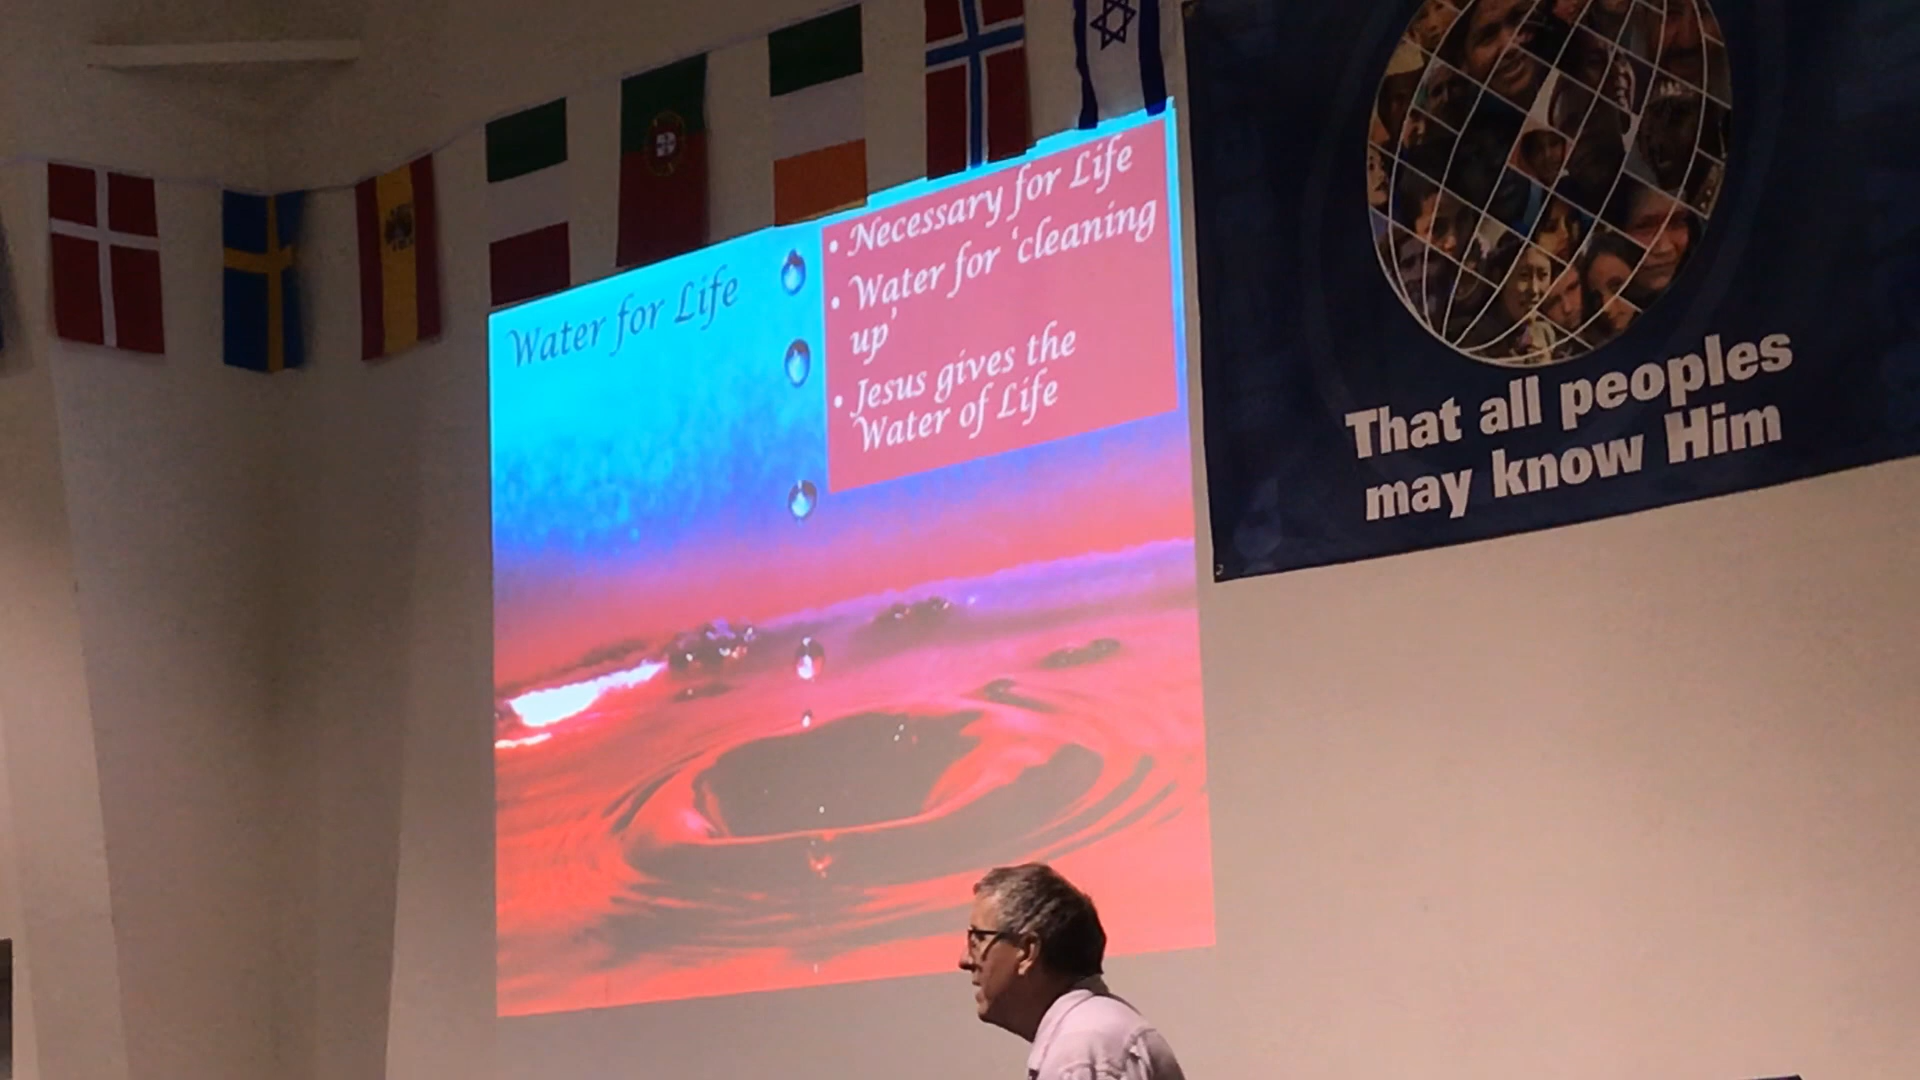 Water for Life
• Necessary for Life
• Water for 'cleaning
up'
• Jesus gives the
Water of Life
That all peoples
may know Him